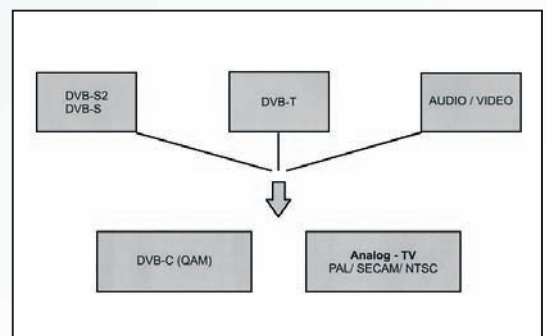 DVB-S2
DVB-S
DVB-T
AUDIO / VIDEO
DVB-C (QAM)
Analog - TV
PAL/ SECAM/ NTSC